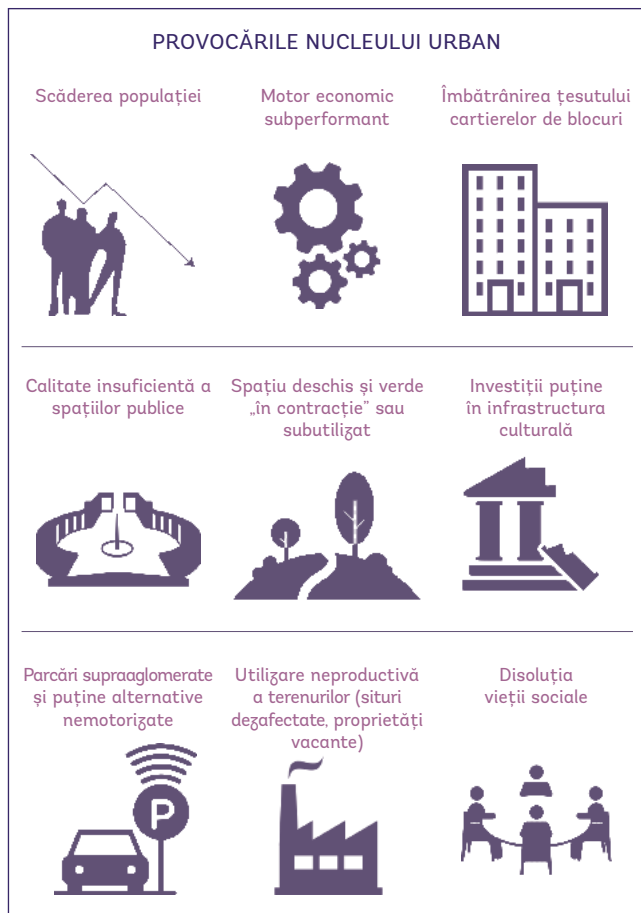 PROVOCĂRILE NUCLEULUI URBAN
Scăderea populației
Motor economic
subperformant
Îmbătrânirea țesutului
cartierelor de blocuri
Calitate insuficientă a
spațiilor publice
Spațiu deschis și verde
„în contracție” sau
subutilizat
Investiții puține
în infrastructura
culturală
Parcări supraaglomerate
și puține alternative
nemotorizate
Utilizare neproductivă
a terenurilor (situri
dezafectate, proprietăți
vacante)
Disoluția
vieții sociale
P